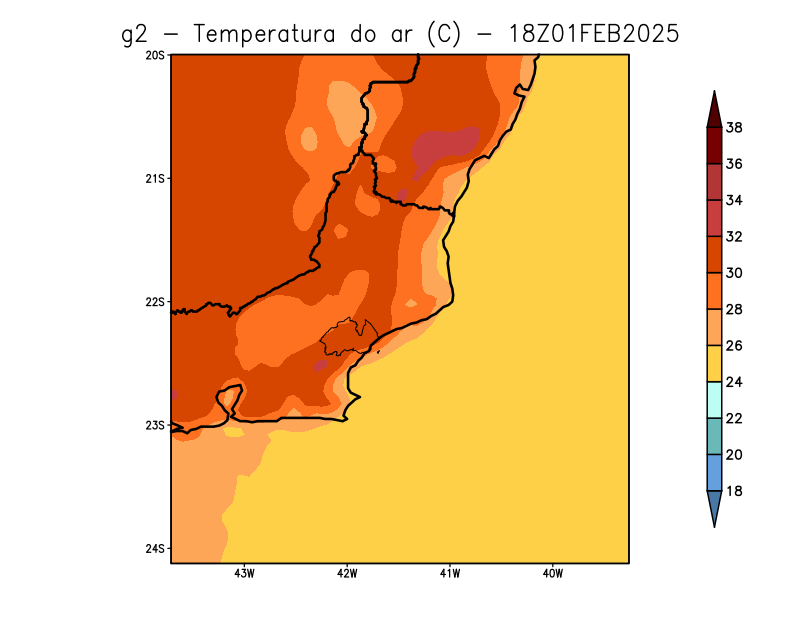 g2 – Temperatura do ar (C) – 18Z01FEB2025
20S
21S
22S
23S
24S
43W
42W
41W
40W
38
36
34
32
30
28
26
24
22
20
18